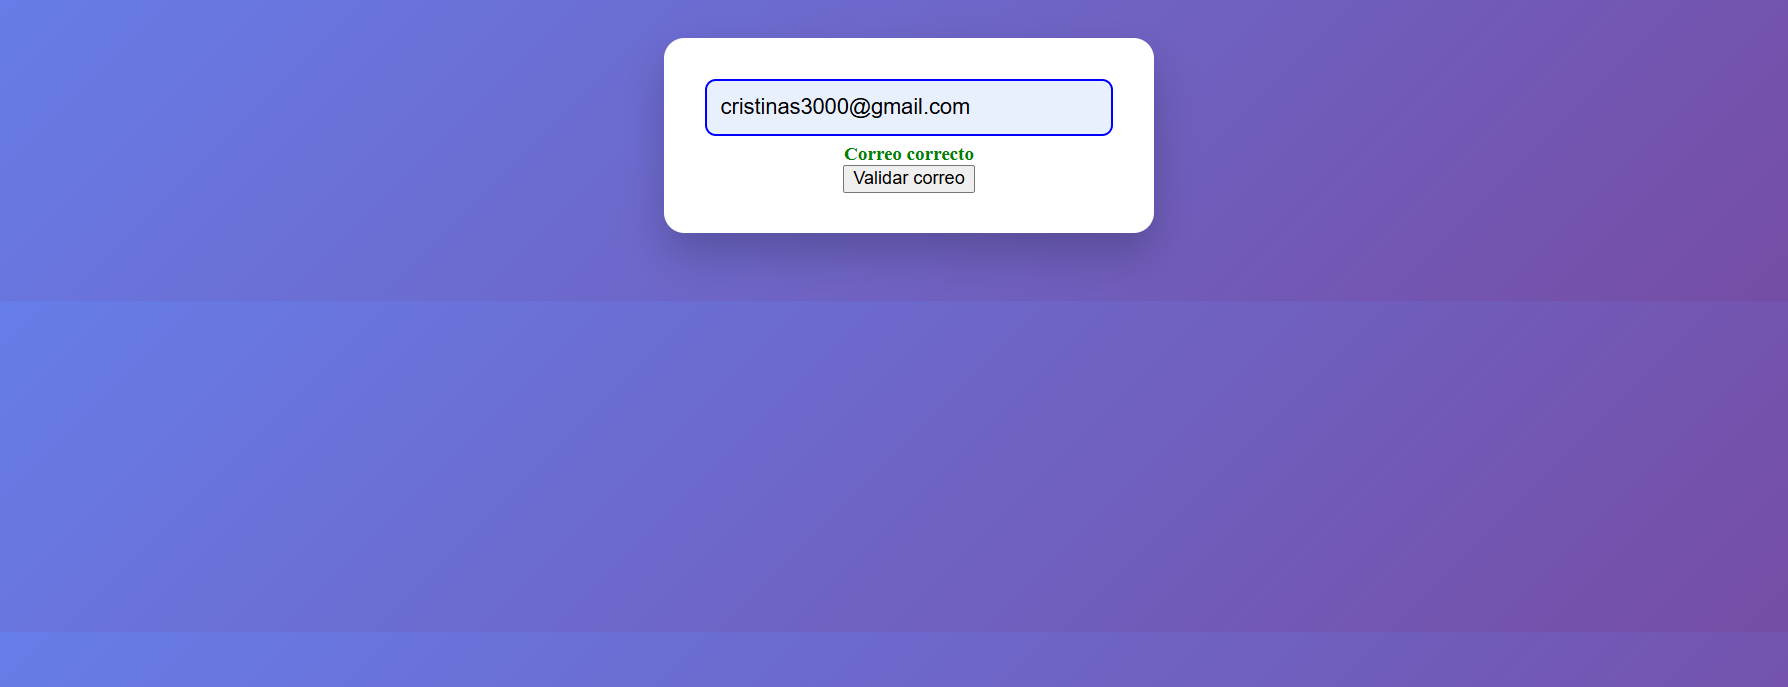 cristinas3000@gmail.com
Correo correcto
Validar correo